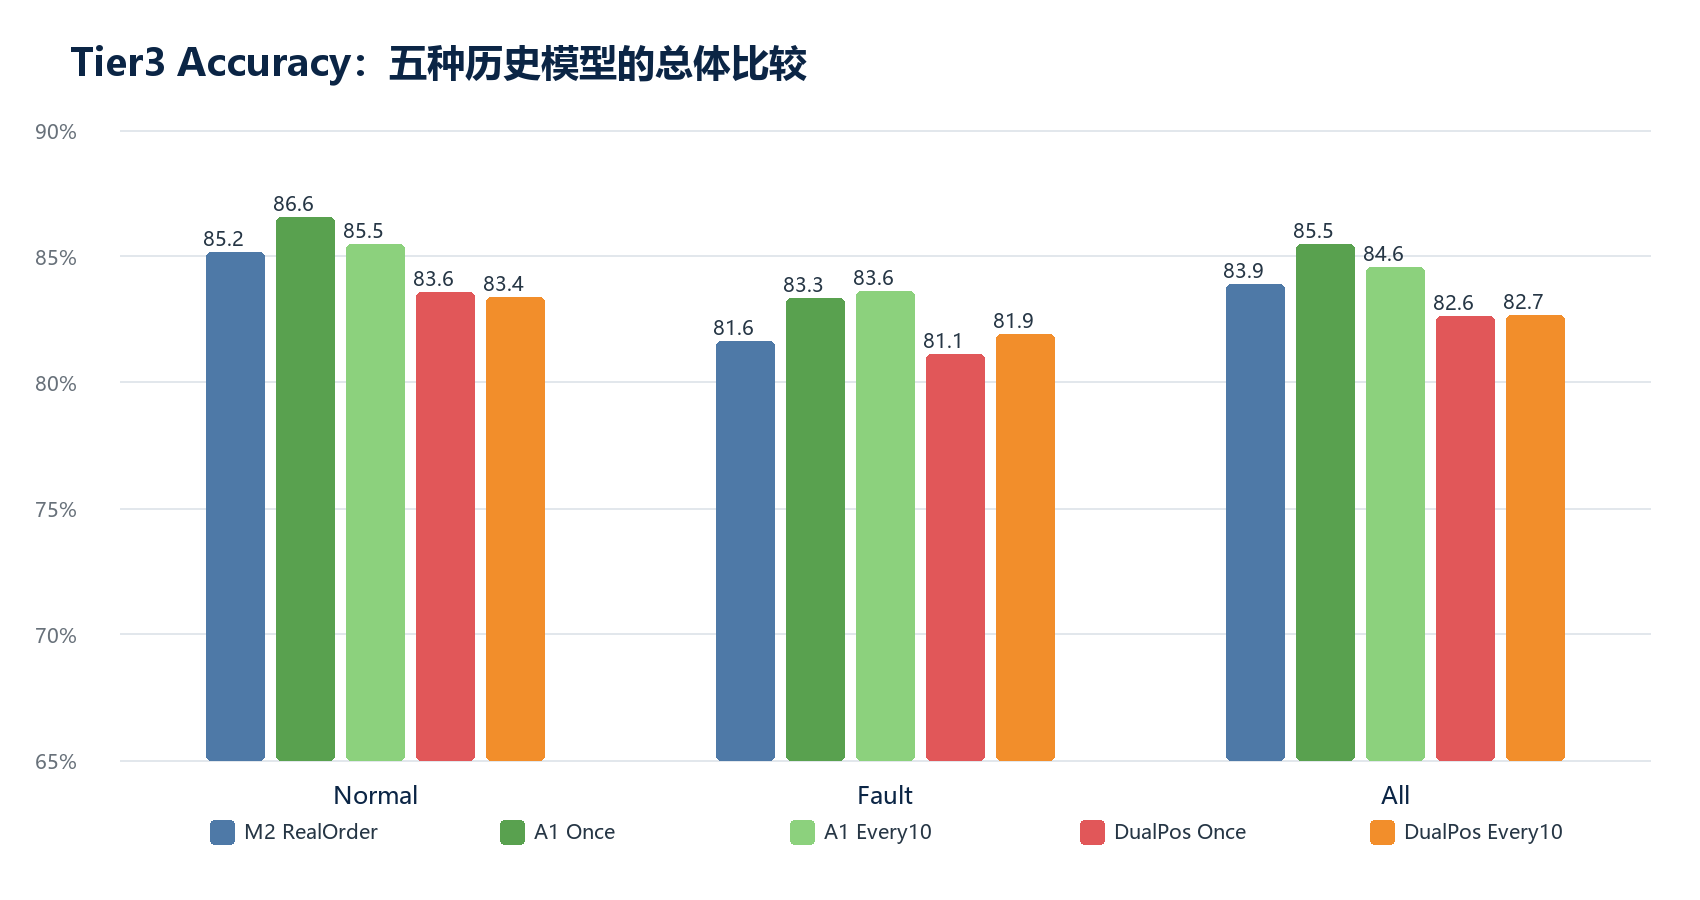 Tier3 Accuracy：五种历史模型的总体比较
90%
85%
80%
75%
70%
65%
85.2
86.6
85.5
83.6
83.4
81.6
83.3
83.6
81.1
81.9
83.9
85.5
84.6
82.6
82.7
Normal
Fault
All
M2 RealOrder
A1 Once
A1 Every10
DualPos Once
DualPos Every10